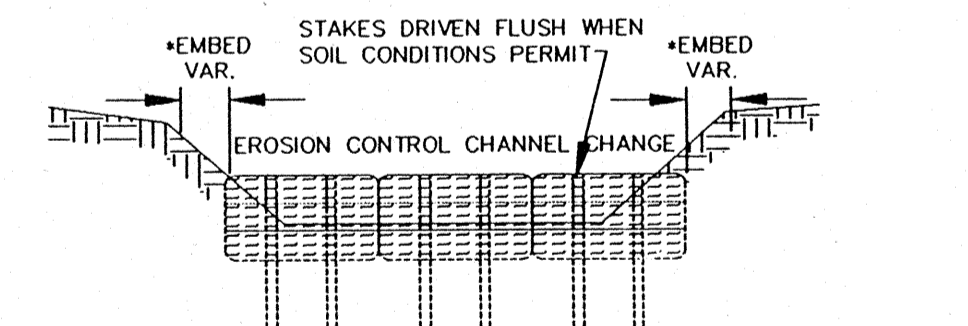 STAKES DRIVEN FLUSH WHEN
SOIL CONDITIONS PERMIT
*EMBED
VAR.
*EMBED
VAR.
EROSION CONTROL CHANNEL CHANGE